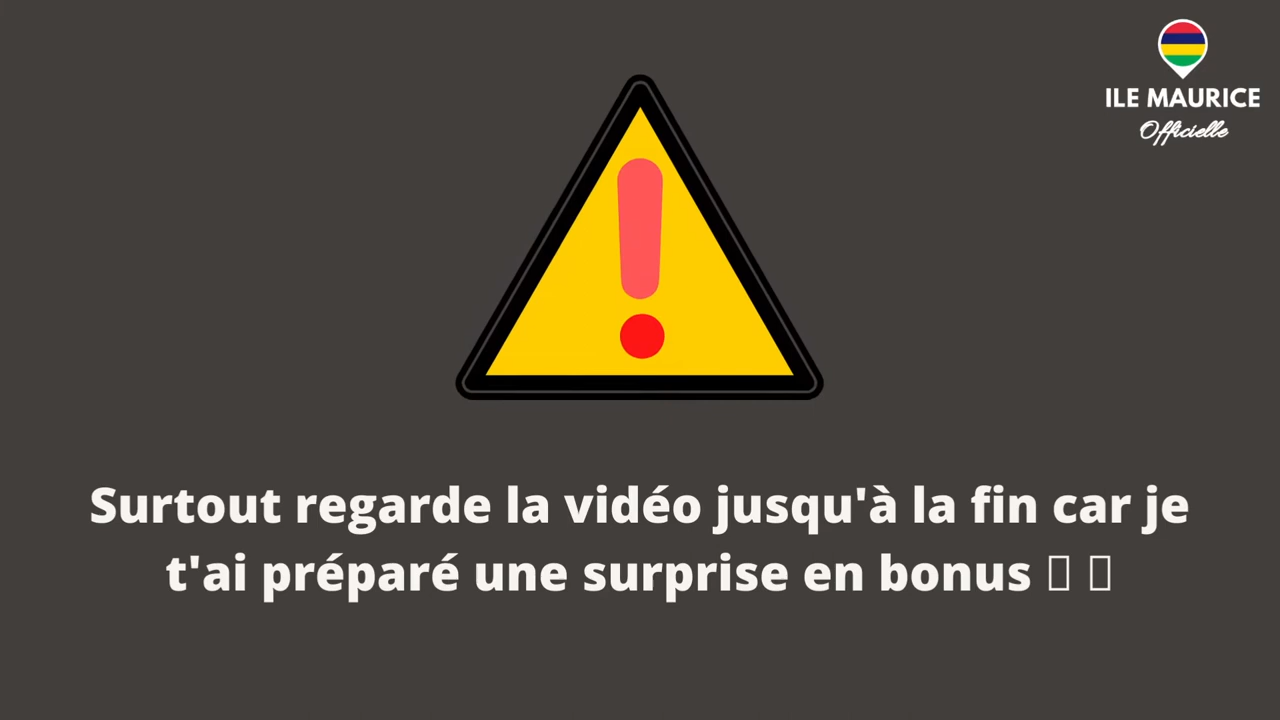 ILE MAURICE
Officielle
Surtout regarde la vidéo jusqu'à la fin car je
t'ai préparé une surprise en bonus